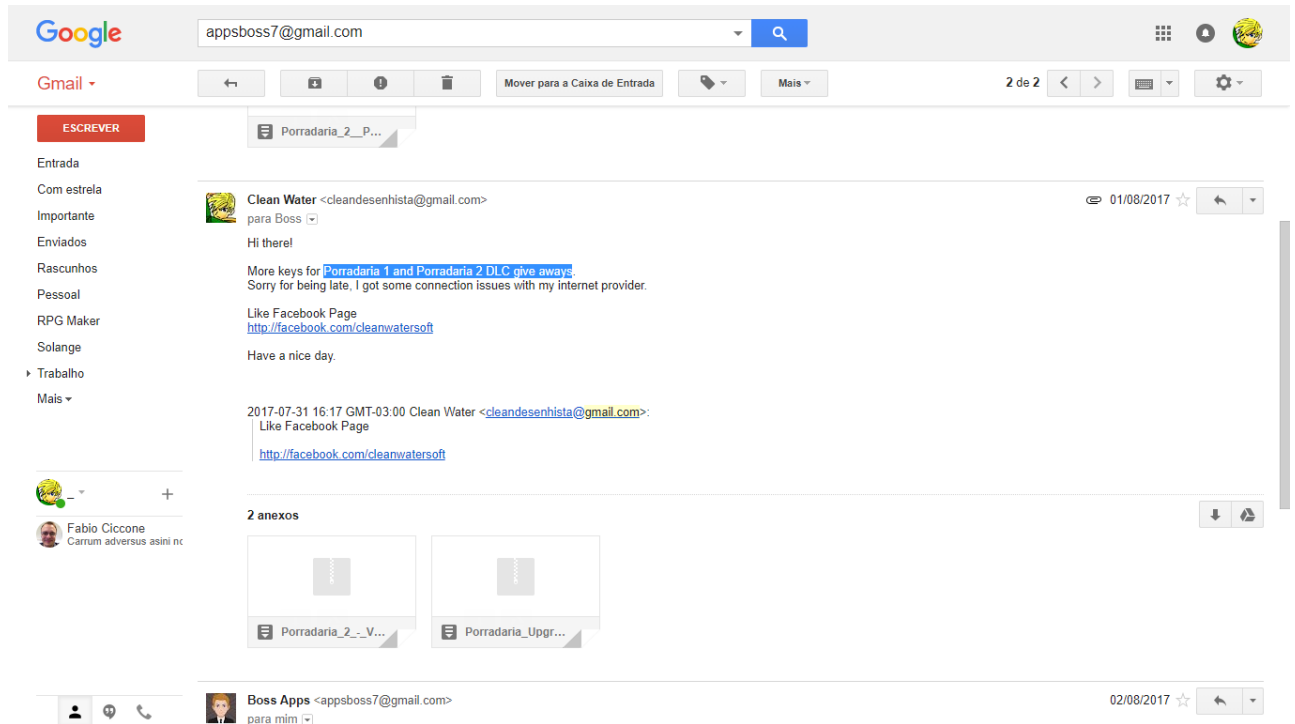 Google
appsboss7@gmail.com
Gmail
Mover para a Caixa de Entrada
Mais
2 de 2
ESCREVER
Entrada
Com estrela
Importante
Enviados
Rascunhos
Pessoal
RPG Maker
Solange
Trabalho
Mais
_
Fabio Ciccone
Carrum adversus asini
Porradaria_2__P...
Clean Water <cleandesenhista@gmail.com>
01/08/2017
para Boss
Hi there!
More keys for Porradaria 1 and Porradaria 2 DLC give aways.
Sorry for being late, I got some connection issues with my internet provider.
Like Facebook Page
http://facebook.com/cleanwatersoft
Have a nice day.
2017-07-31 16:17 GMT-03:00 Clean Water <cleandesenhista@gmail.com>:
Like Facebook Page
http://facebook.com/cleanwatersoft
2 anexos
Porradaria_2_-_V...
Porradaria_Upgr...
Boss Apps <appsboss7@gmail.com>
02/08/2017
para mim